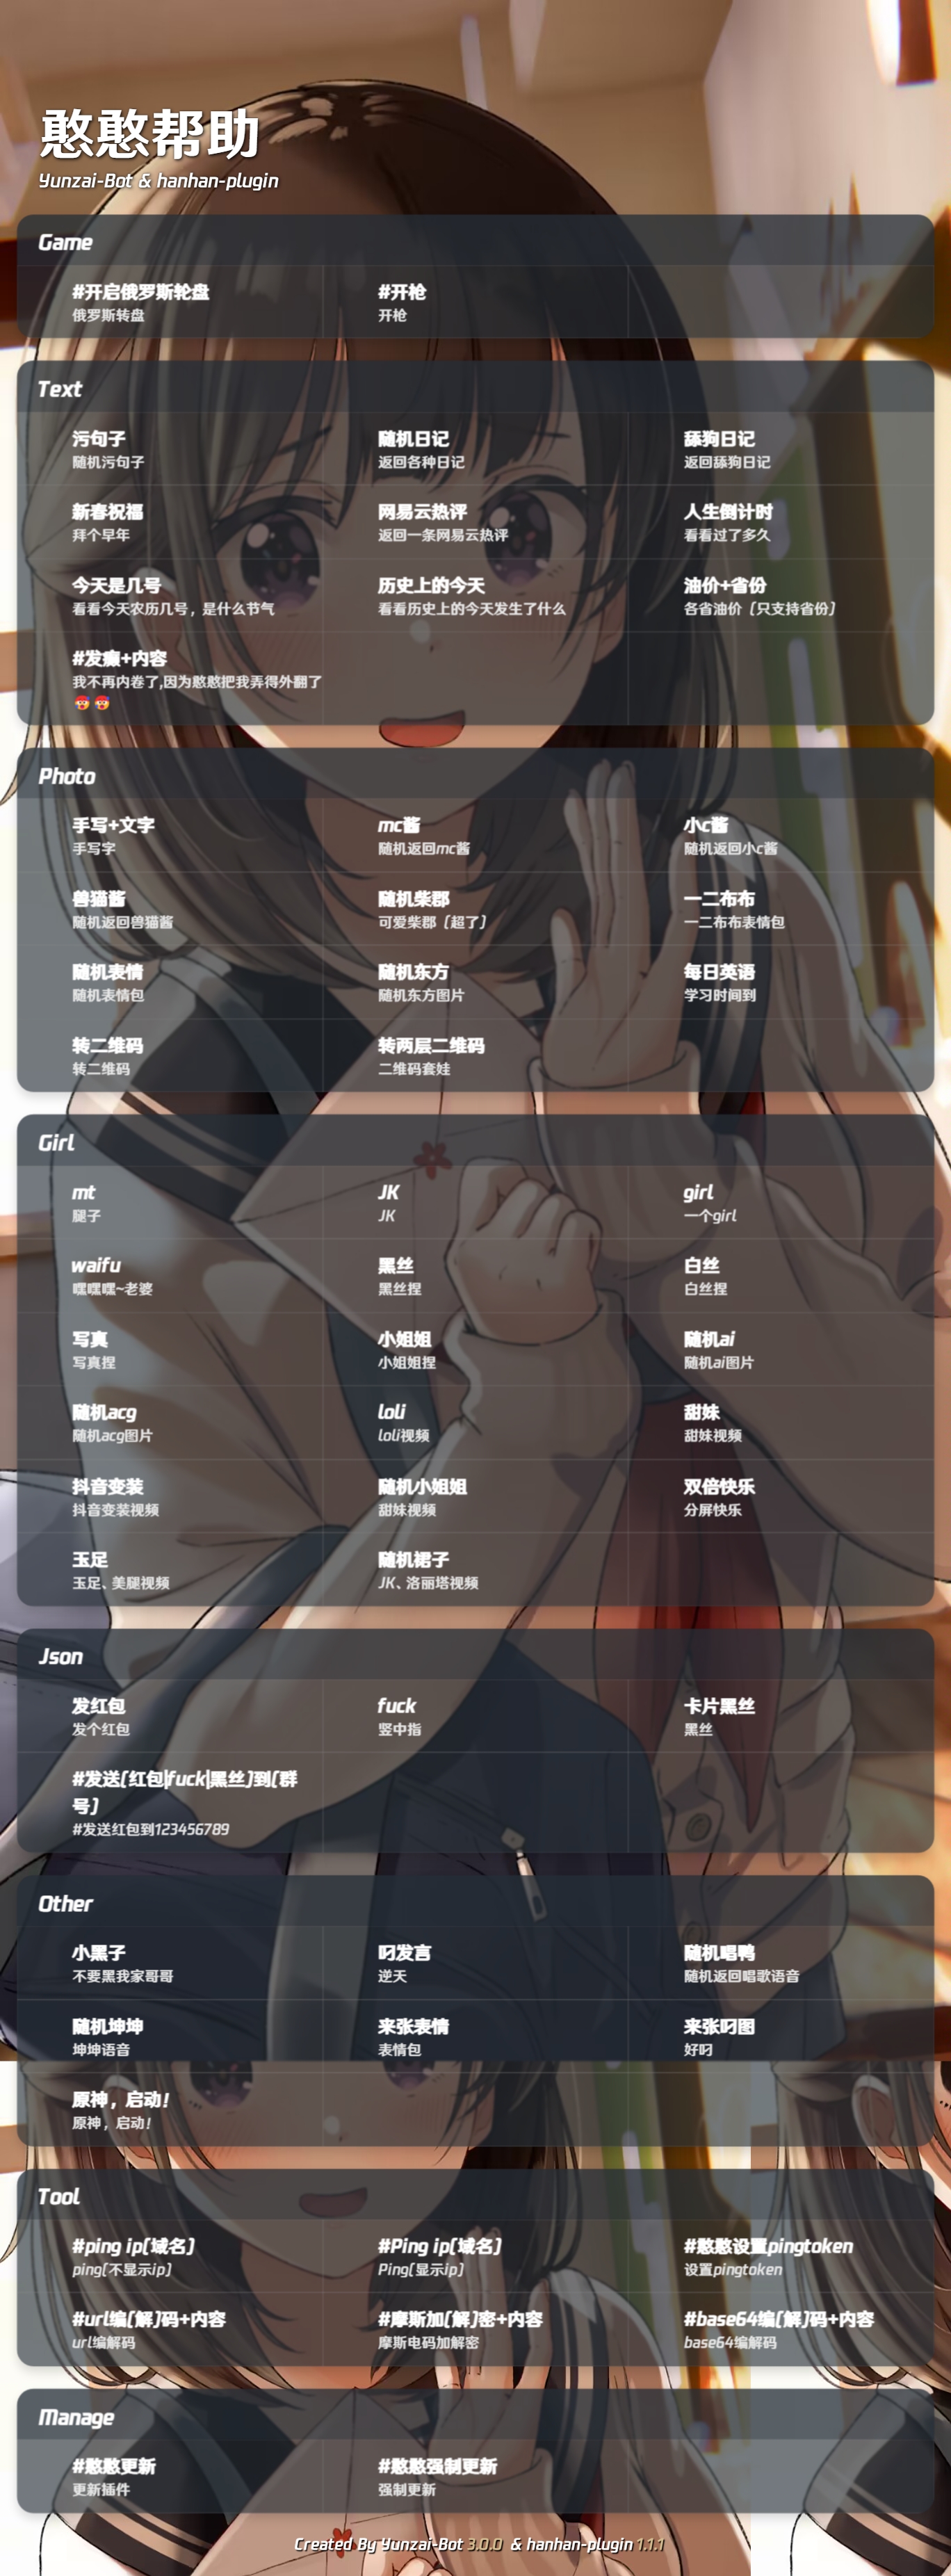 憨憨帮助
Yunzai-Bot & hanhan-plugin
Game
#开启俄罗斯轮盘
俄罗斯转盘
#开枪
开枪
Text
污句子
随机污句子
随机日记
返回各种日记
舔狗日记
返回舔狗日记
新春祝福
拜个早年
网易云热评
返回一条网易云热评
人生倒计时
看看过了多久
今天是几号
看看今天农历几号，是什么节气
历史上的今天
看看历史上的今天发生了什么
油价+省份
各省油价（只支持省份）
#发癫+内容
我不再内卷了,因为憨憨把我弄得外翻了
🥳🥳
Photo
手写+文字
手写字
mc酱
随机返回mc酱
小c酱
随机返回小c酱
兽猫酱
随机返回兽猫酱
随机柴郡
可爱柴郡（超了）
一二布布
一二布布表情包
随机表情
随机表情包
随机东方
随机东方图片
每日英语
学习时间到
转二维码
转二维码
转两层二维码
二维码套娃
Girl
mt
腿子
JK
JK
girl
一个girl
waifu
嘿嘿嘿~老婆
黑丝
黑丝捏
白丝
白丝捏
写真
写真捏
小姐姐
小姐姐捏
随机ai
随机ai图片
随机acg
随机acg图片
loli
loli视频
甜妹
甜妹视频
抖音变装
抖音变装视频
随机小姐姐
甜妹视频
双倍快乐
分屏快乐
玉足
玉足、美腿视频
随机裙子
JK、洛丽塔视频
Json
发红包
发个红包
fuck
竖中指
卡片黑丝
黑丝
#发送(红包|fuck|黑丝)到(群
号)
#发送红包到123456789
Other
小黑子
不要黑我家哥哥
叼发言
逆天
随机唱鸭
随机返回唱歌语音
随机坤坤
坤坤语音
来张表情
表情包
来张叼图
好叼
原神，启动！
原神，启动！
Tool
#ping ip(域名)
ping(不显示ip)
#Ping ip(域名)
Ping(显示ip)
#憨憨设置pingtoken
设置pingtoken
#url编(解)码+内容
url编解码
#摩斯加(解)密+内容
摩斯电码加解密
#base64编(解)码+内容
base64编解码
Manage
#憨憨更新
更新插件
#憨憨强制更新
强制更新
Created By Yunzai-Bot 3.0.0 & hanhan-plugin 1.1.1